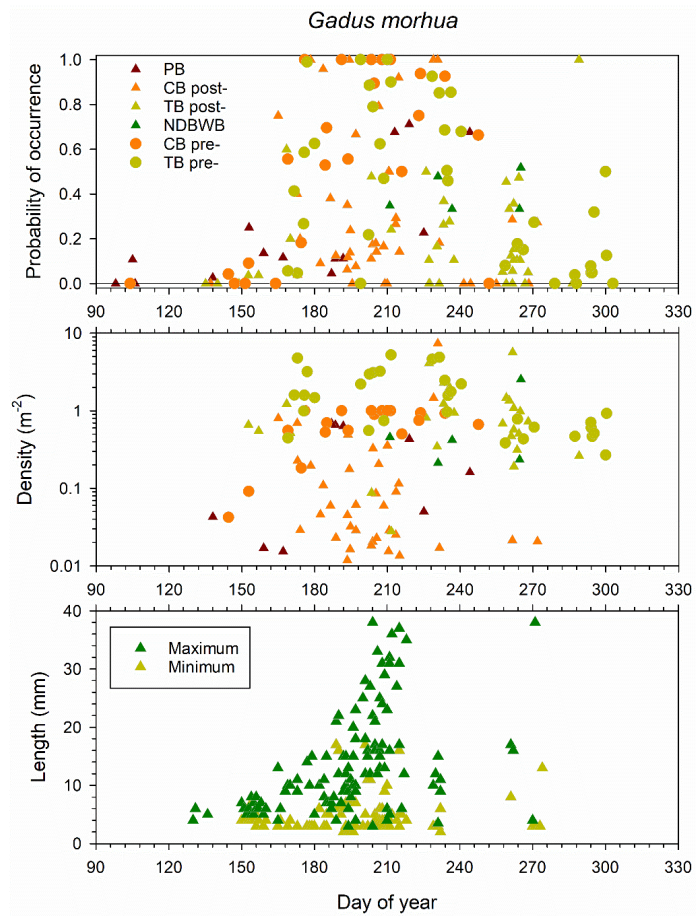 Gadus morhua
Probability of occurrence
1.0
0.8
0.6
0.4
0.2
0.0
PB
CB post-
TB post-
NDBWB
CB pre-
TB pre-
90 120 150 180 210 240 270 300 330
Density (m-2)
10
1
0.1
0.01
90 120 150 180 210 240 270 300 330
Length (mm)
40
30
20
10
0
Maximum
Minimum
90 120 150 180 210 240 270 300 330
Day of year